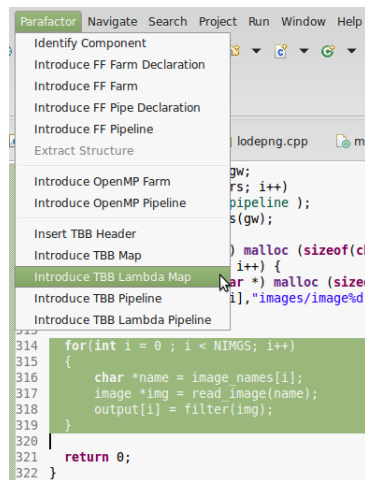 Parafactor Navigate Search Project Run Window Help
Identify Component
Introduce FF Farm Declaration
Introduce FF Farm
Introduce FF Pipe Declaration
Introduce FF Pipeline
Extract Structure
lodepng.cpp m
Introduce OpenMP Farm
Introduce OpenMP Pipeline
Insert TBB Header
Introduce TBB Map
Introduce TBB Lambda Map
Introduce TBB Pipeline
Introduce TBB Lambda Pipeline
gw;
rs; i++)
pipeline );
s(gw);
) malloc (sizeof(c
i++) {
ar *) malloc (size
i],"images/image%d
313
314 for(int i = 0 ; i < NIMGS; i++)
315 {
316 char *name = image_names[i];
317 image *img = read_image(name);
318 output[i] = filter(img);
319 }
320
321 return 0;
322 }